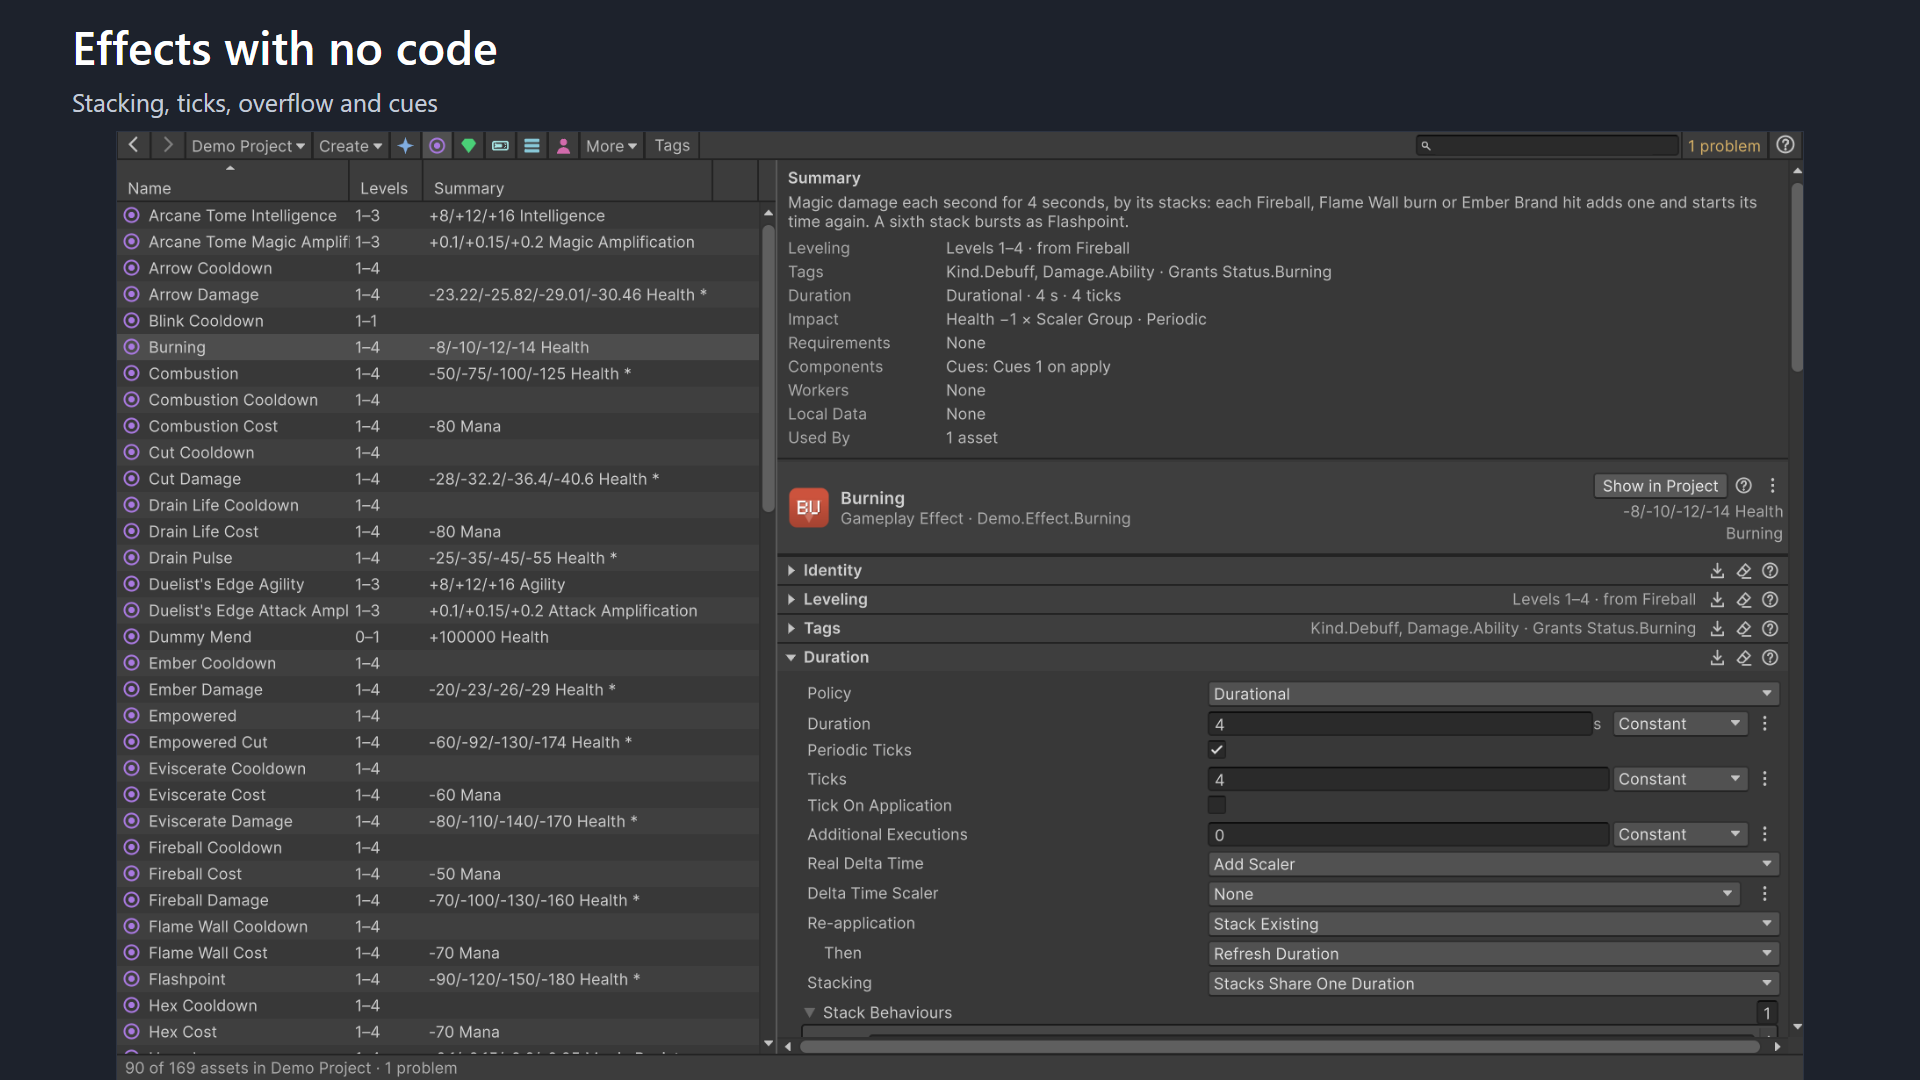 Effects with no code
Stacking, ticks, overflow and cues
Demo Project Create More Tags 1 problem
Name Levels Summary
Arcane Tome Intelligence 1–3 +8/+12/+16 Intelligence
Arcane Tome Magic Amplif 1–3 +0.1/+0.15/+0.2 Magic Amplification
Arrow Cooldown 1–4
Arrow Damage 1–4 -23.22/-25.82/-29.01/-30.46 Health *
Blink Cooldown 1–1
Burning 1–4 -8/-10/-12/-14 Health
Combustion 1–4 -50/-75/-100/-125 Health *
Combustion Cooldown 1–4
Combustion Cost 1–4 -80 Mana
Cut Cooldown 1–4
Cut Damage 1–4 -28/-32.2/-36.4/-40.6 Health *
Drain Life Cooldown 1–4
Drain Life Cost 1–4 -80 Mana
Drain Pulse 1–4 -25/-35/-45/-55 Health *
Duelist's Edge Agility 1–3 +8/+12/+16 Agility
Duelist's Edge Attack Ampl 1–3 +0.1/+0.15/+0.2 Attack Amplification
Dummy Mend 0–1 +100000 Health
Ember Cooldown 1–4
Ember Damage 1–4 -20/-23/-26/-29 Health *
Empowered 1–4
Empowered Cut 1–4 -60/-92/-130/-174 Health *
Eviscerate Cooldown 1–4
Eviscerate Cost 1–4 -60 Mana
Eviscerate Damage 1–4 -80/-110/-140/-170 Health *
Fireball Cooldown 1–4
Fireball Cost 1–4 -50 Mana
Fireball Damage 1–4 -70/-100/-130/-160 Health *
Flame Wall Cooldown 1–4
Flame Wall Cost 1–4 -70 Mana
Flashpoint 1–4 -90/-120/-150/-180 Health *
Hex Cooldown 1–4
Hex Cost 1–4 -70 Mana
90 of 169 assets in Demo Project · 1 problem
Summary
Magic damage each second for 4 seconds, by its stacks: each Fireball, Flame Wall burn or Ember Brand hit adds one and starts its
time again. A sixth stack bursts as Flashpoint.
Leveling Levels 1–4 · from Fireball
Tags Kind.Debuff, Damage.Ability · Grants Status.Burning
Duration Durational · 4 s · 4 ticks
Impact Health −1 × Scaler Group · Periodic
Requirements None
Components Cues: Cues 1 on apply
Workers None
Local Data None
Used By 1 asset
BU
Burning
Gameplay Effect · Demo.Effect.Burning
Show in Project
-8/-10/-12/-14 Health
Burning
Identity
Leveling Levels 1–4 · from Fireball
Tags Kind.Debuff, Damage.Ability · Grants Status.Burning
Duration
Policy Durational
Duration 4 s Constant
Periodic Ticks
Ticks 4 Constant
Tick On Application
Additional Executions 0 Constant
Real Delta Time Add Scaler
Delta Time Scaler None
Re-application Stack Existing
Then Refresh Duration
Stacking Stacks Share One Duration
Stack Behaviours 1